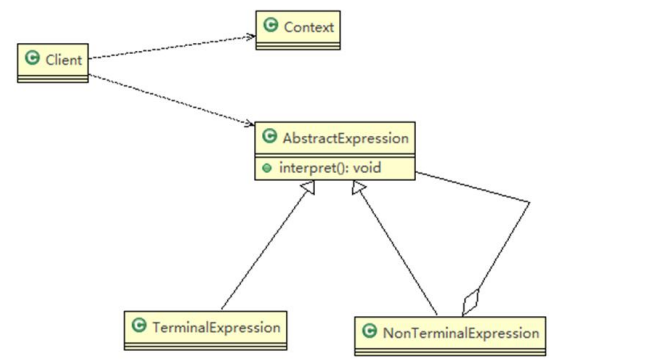 Context
Client
AbstractExpression
interpret(): void
TerminalExpression
NonTerminalExpression